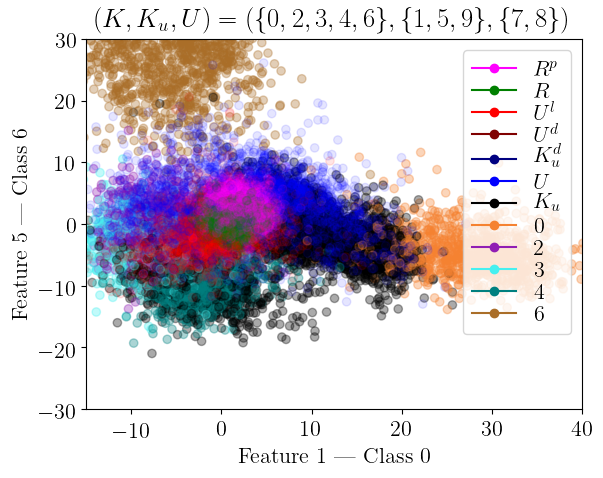 (K, K_u, U) = ({0, 2, 3, 4, 6}, {1, 5, 9}, {7, 8})
30
20
10
0
−10
−20
−30
−10
0
10
20
30
40
Feature 5 — Class 6
Feature 1 — Class 0
R^p
R
U^l
U^d
K_u^d
U
K_u
0
2
3
4
6